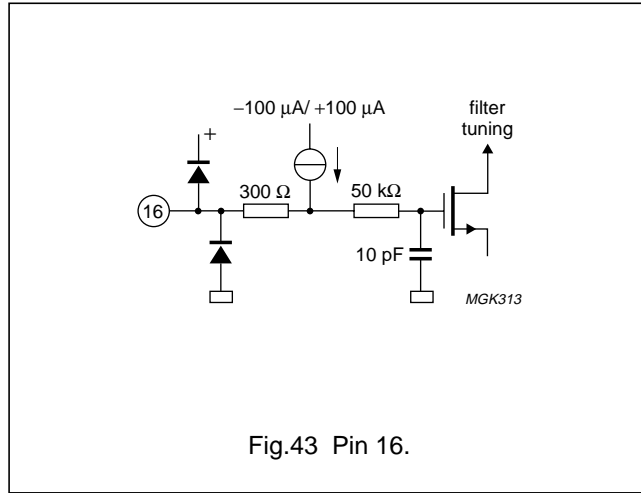 −100 μA/ +100 μA
filter
tuning
+
300 Ω
50 kΩ
16
10 pF
MGK313
Fig.43 Pin 16.